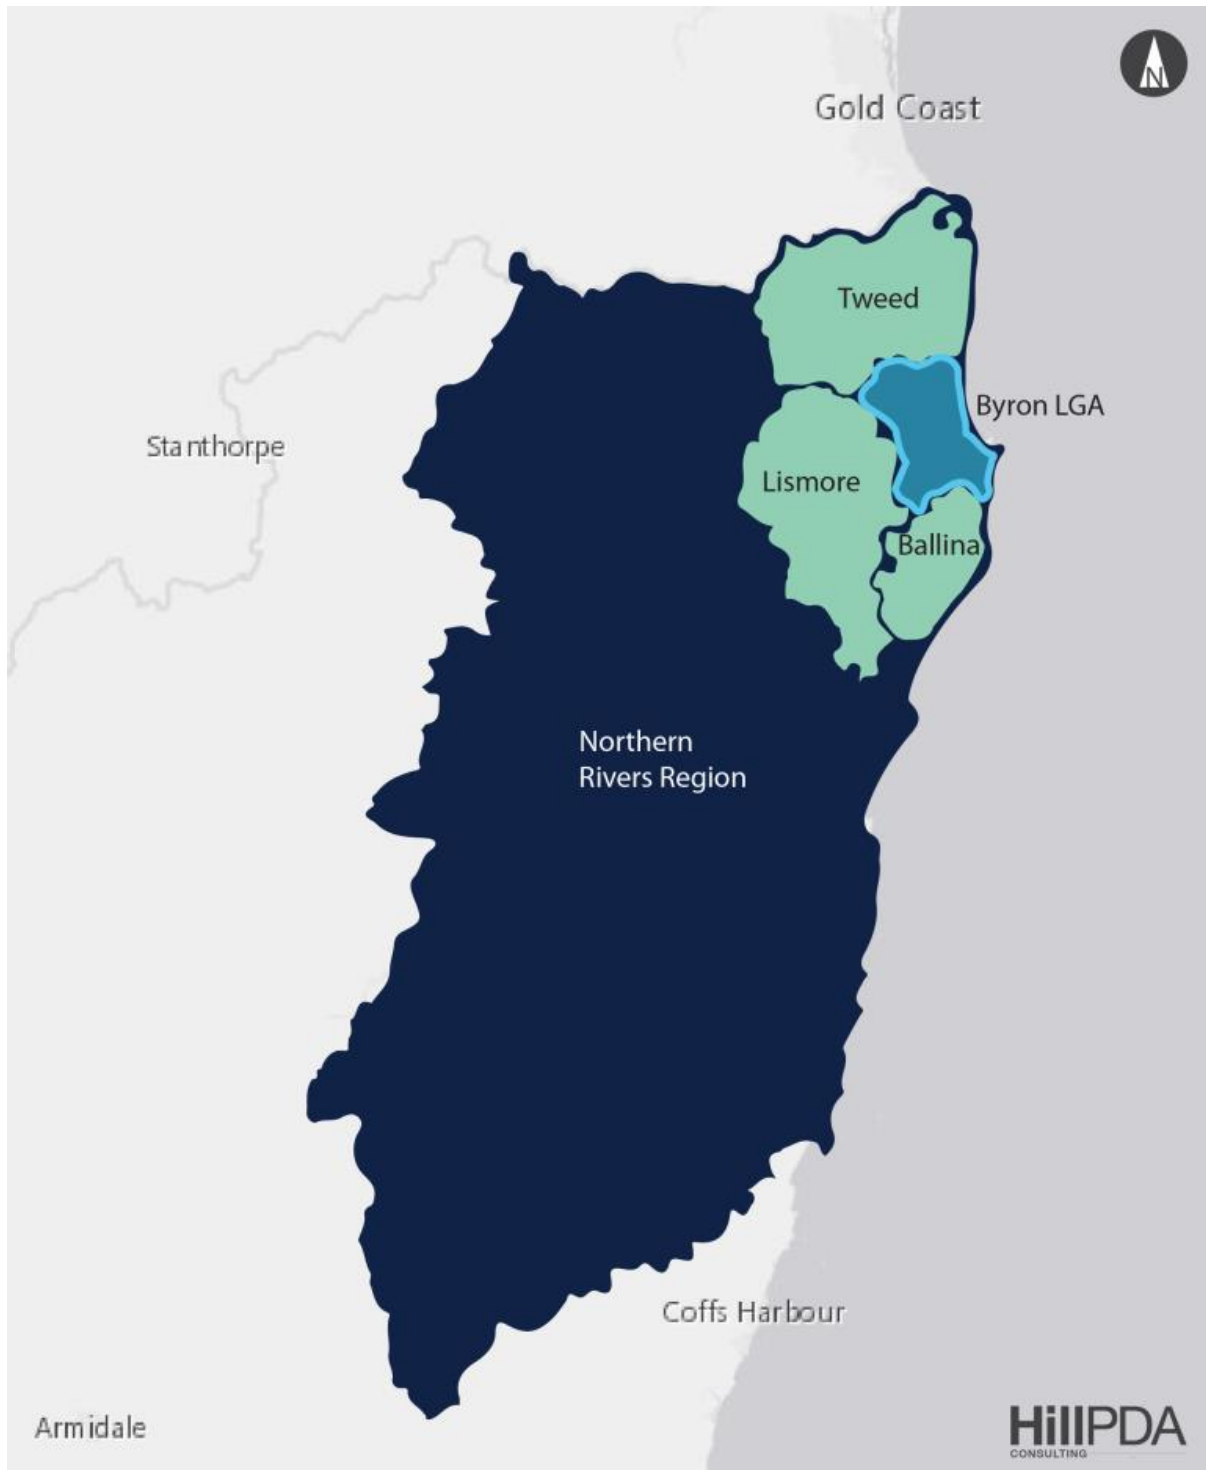 N
Gold Coast
Tweed
Byron LGA
Stanthorpe
Lismore
Ballina
Northern
Rivers Region
Coffs Harbour
Armidale
HillPDA
CONSULTING